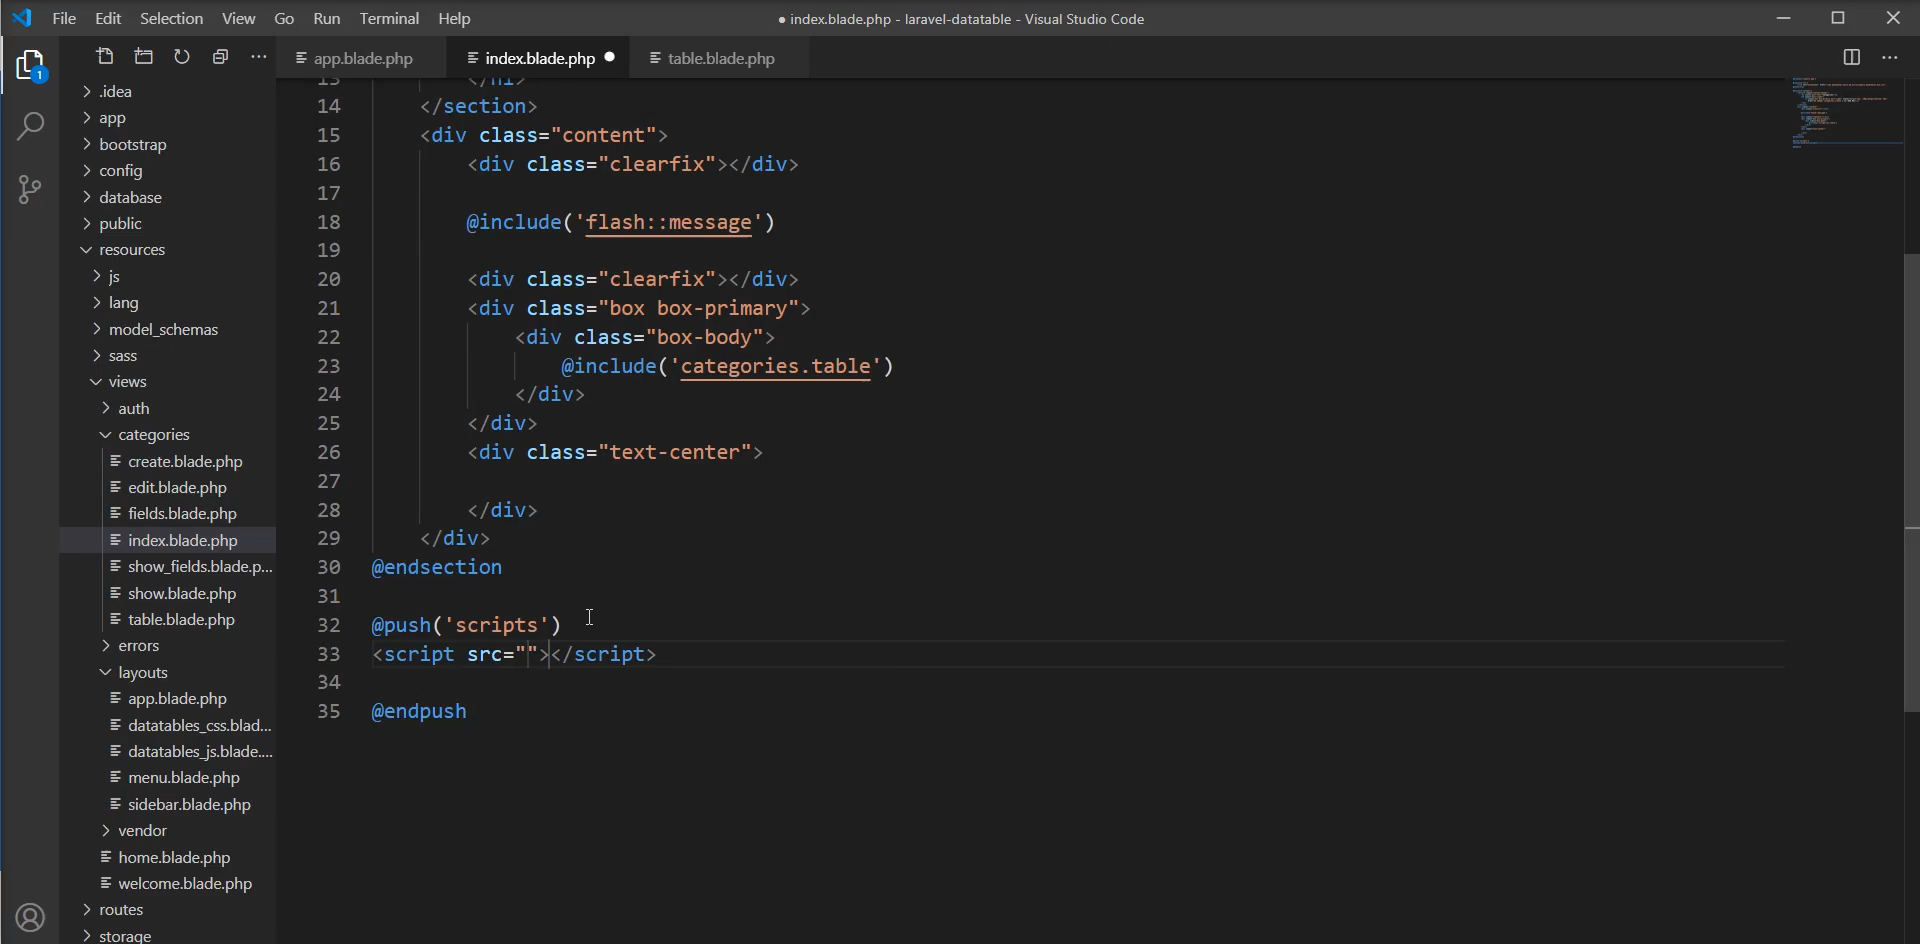 File Edit Selection View Go Run Terminal Help
● index.blade.php - laravel-datatable - Visual Studio Code
1
app.blade.php
index.blade.php
table.blade.php
.idea
app
bootstrap
config
database
public
resources
js
lang
model_schemas
sass
views
auth
categories
create.blade.php
edit.blade.php
fields.blade.php
index.blade.php
show_fields.blade.p...
show.blade.php
table.blade.php
errors
layouts
app.blade.php
datatables_css.blad...
datatables_js.blade....
menu.blade.php
sidebar.blade.php
vendor
home.blade.php
welcome.blade.php
routes
storage
13 </h1>
14 </section>
15 <div class="content">
16 <div class="clearfix"></div>
17
18 @include('flash::message')
19
20 <div class="clearfix"></div>
21 <div class="box box-primary">
22 <div class="box-body">
23 @include('categories.table')
24 </div>
25 </div>
26 <div class="text-center">
27
28 </div>
29 </div>
30 @endsection
31
32 @push('scripts')
33 <script src=""></script>
34
35 @endpush